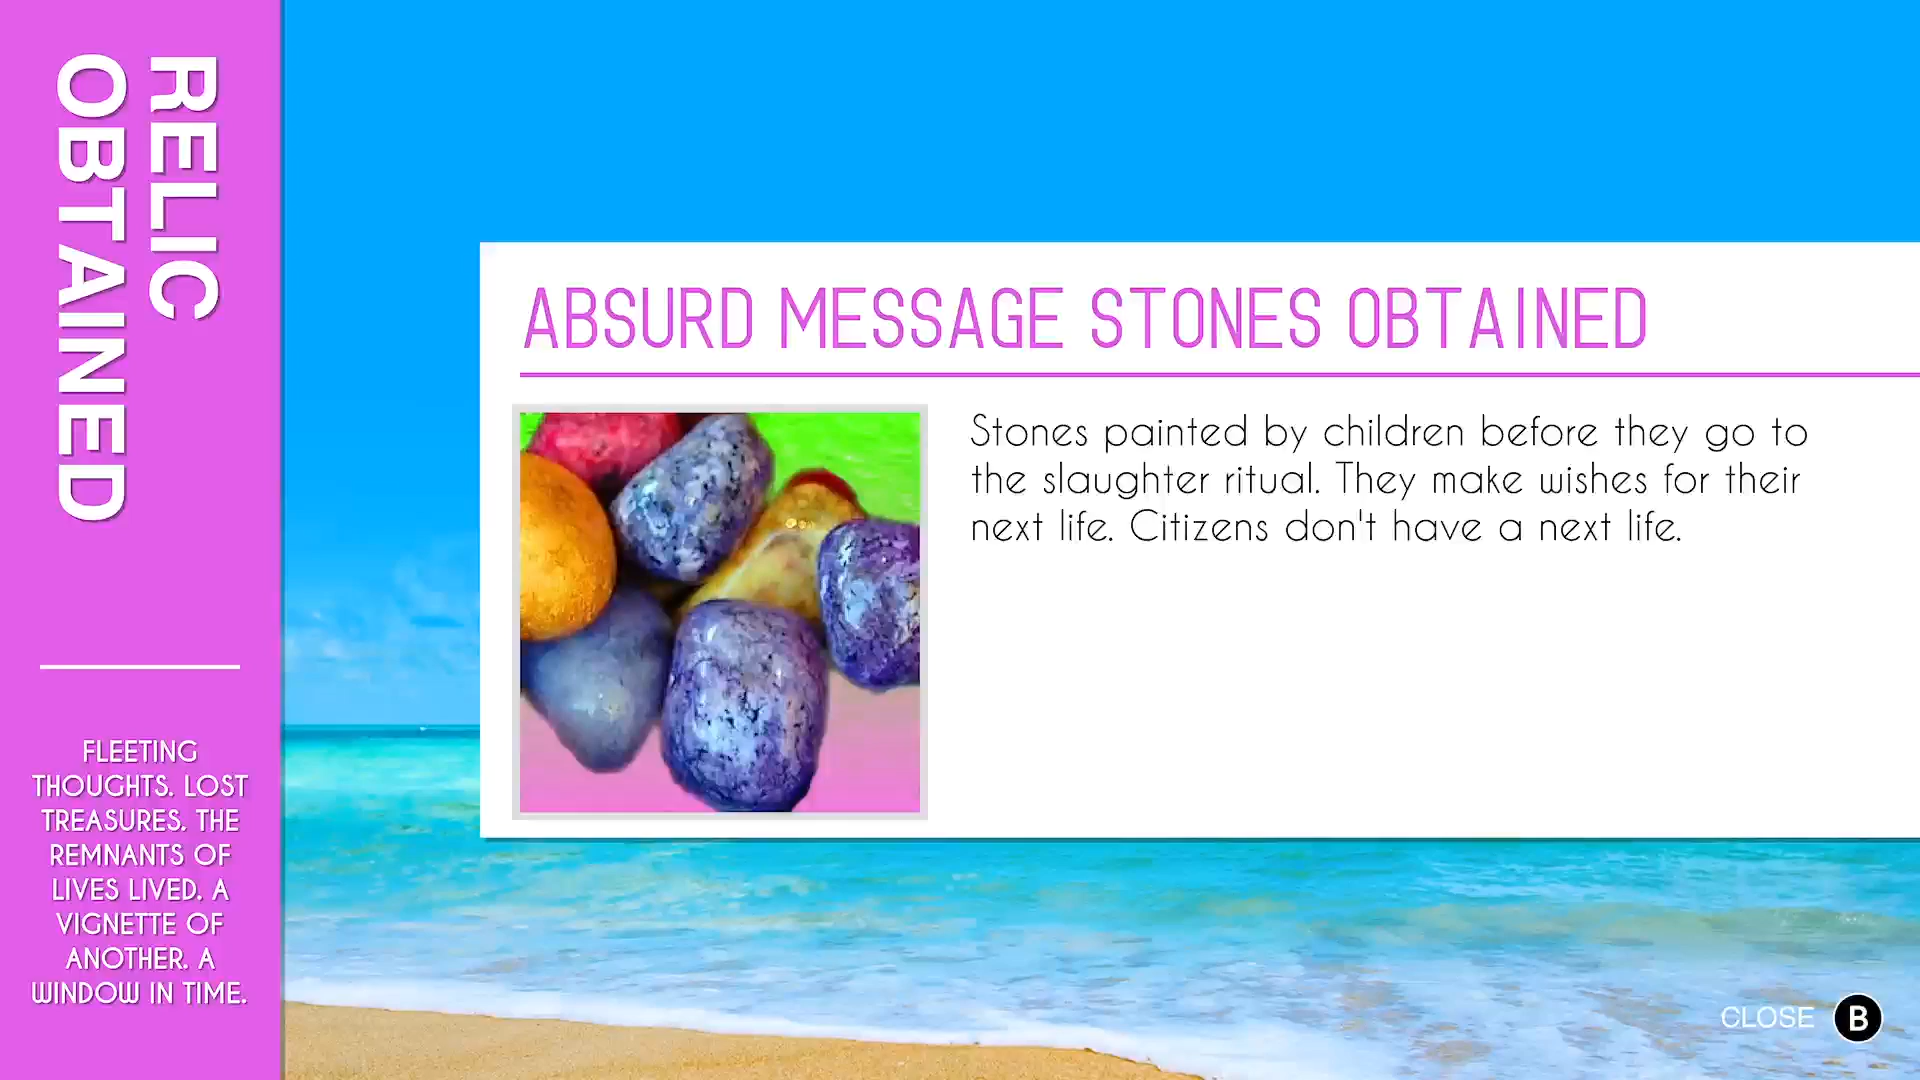 RELIC
OBTAINED
FLEETING
THOUGHTS. LOST
TREASURES. THE
REMNANTS OF
LIVES LIVED. A
VIGNETTE OF
ANOTHER. A
WINDOW IN TIME.
ABSURD MESSAGE STONES OBTAINED
Stones painted by children before they go to
the slaughter ritual. They make wishes for their
next life. Citizens don't have a next life.
CLOSE B